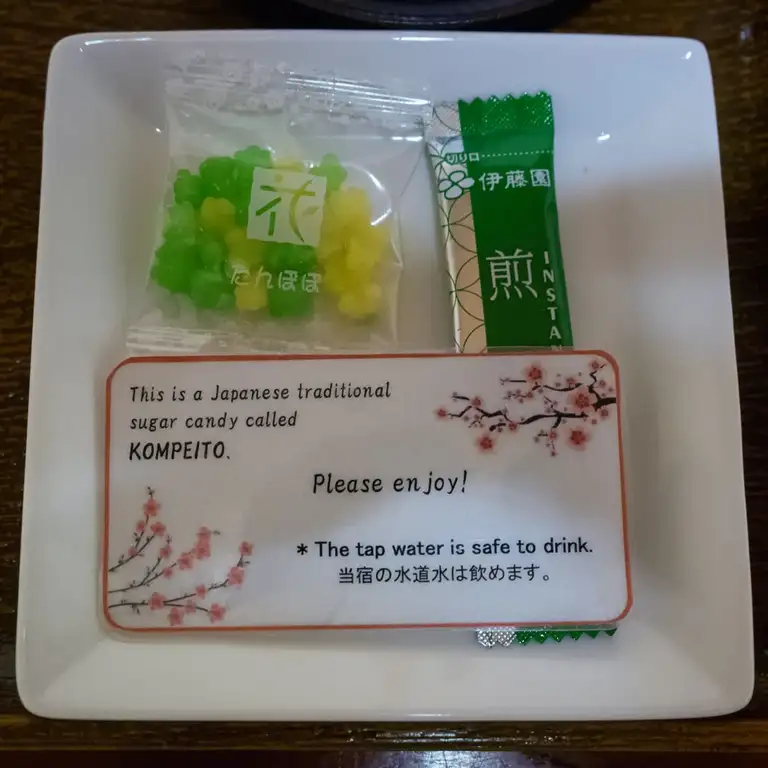 花
たんぽぽ
切り口
伊藤園
煎
INSTA
This is a Japanese traditional
sugar candy called
KOMPEITO.
Please enjoy!
* The tap water is safe to drink.
当宿の水道水は飲めます。